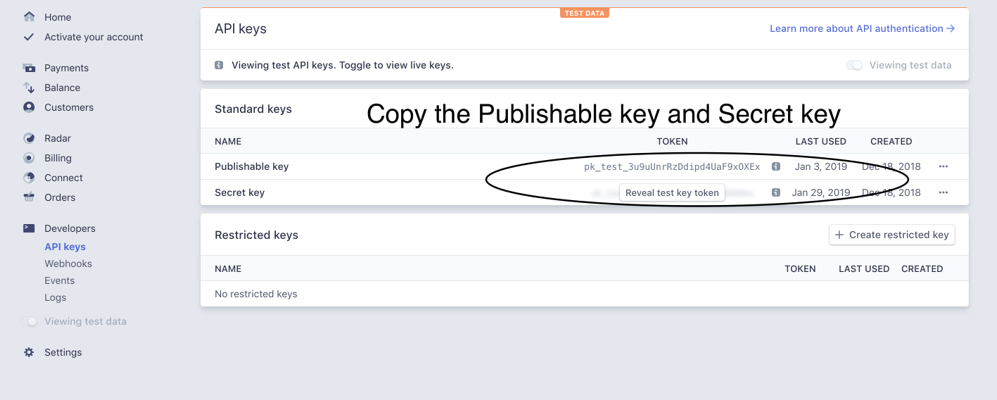 Home
Activate your account
Payments
Balance
Customers
Radar
Billing
Connect
Orders
Developers
API keys
Webhooks
Events
Logs
Viewing test data
Settings
TEST DATA
API keys
Learn more about API authentication →
Viewing test API keys. Toggle to view live keys.
Viewing test data
Standard keys
Copy the Publishable key and Secret key
NAME TOKEN LAST USED CREATED
Publishable key pk_test_3u9uUnrRzDdipd4UaF9xOXEx Jan 3, 2019 Dec 18, 2018 •••
Secret key Reveal test key token Jan 29, 2019 Dec 18, 2018 •••
Restricted keys
+ Create restricted key
NAME TOKEN LAST USED CREATED
No restricted keys